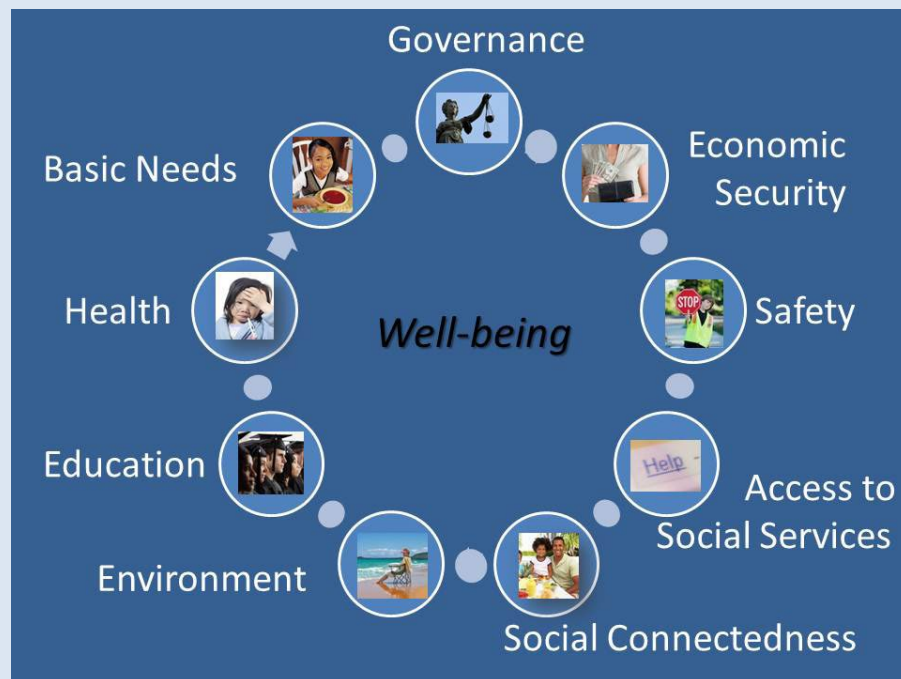 Governance
Economic
Security
Safety
STOP
Help
Access to
Social Services
Social Connectedness
Environment
Education
Health
Basic Needs
Well-being